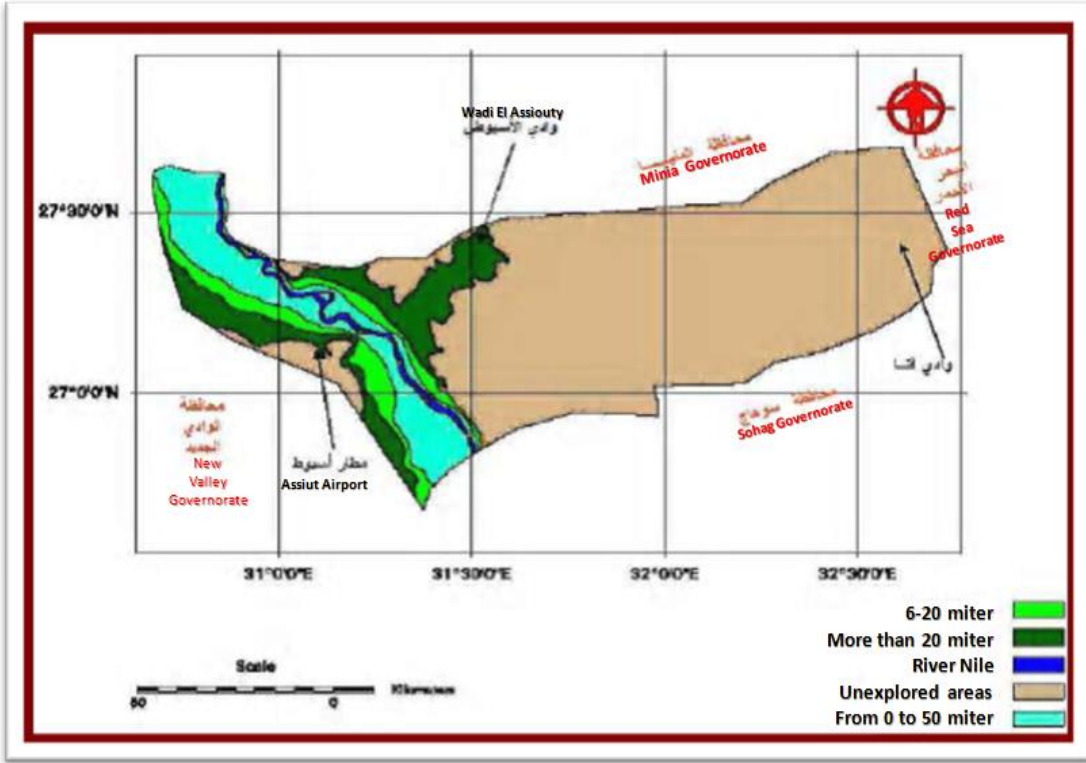 Wadi El Assiouty
وادي الأسيوطى
محافظة المنيا
Minia Governorate
محافظة
البحر
الأحمر
Red
Sea
Governorate
27°30'0"N
27°0'0"N
وادي قنا
محافظة سوهاج
Sohag Governorate
محافظة
الوادي
الجديد
New
Valley
Governorate
مطار أسيوط
Assiut Airport
31°0'0"E
31°30'0"E
32°0'0"E
32°30'0"E
6-20 miter
More than 20 miter
River Nile
Unexplored areas
From 0 to 50 miter
Scale
Kilometers
0